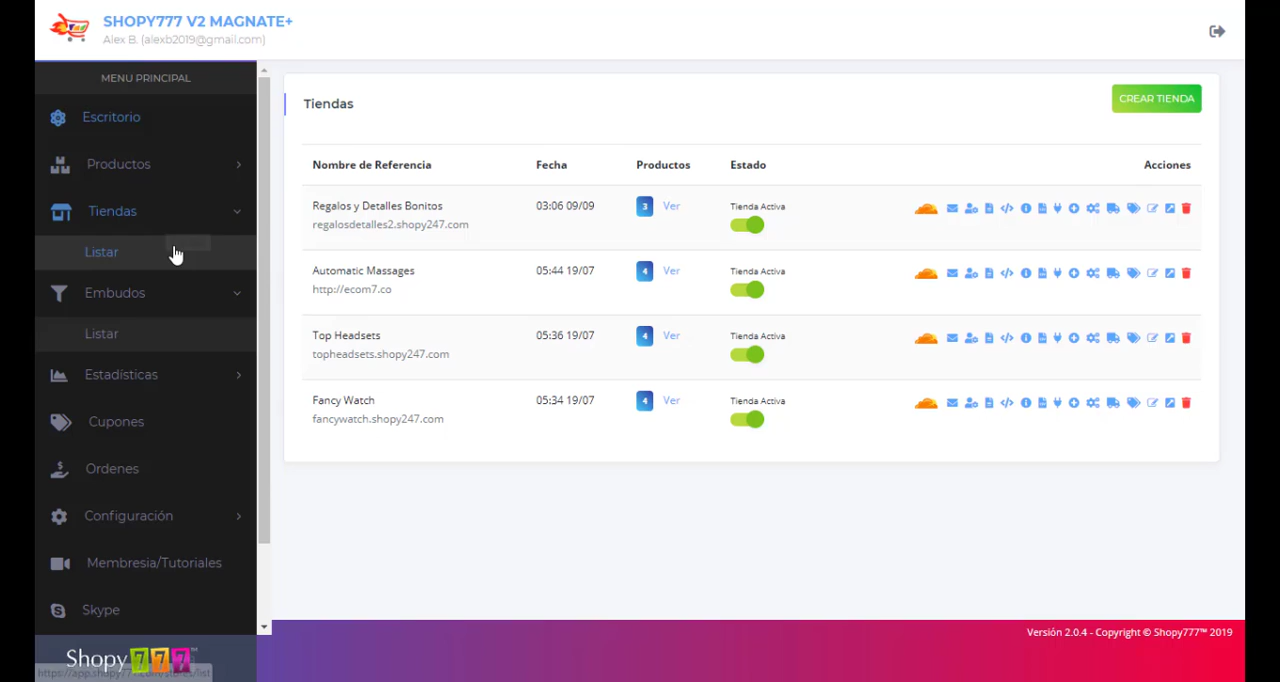 SHOPY777 V2 MAGNATE+
Alex B. (alexb2019@gmail.com)
MENU PRINCIPAL
Escritorio
Productos
Tiendas
Listar
Embudos
Listar
Estadísticas
Cupones
Ordenes
Configuración
Membresia/Tutoriales
Skype
Shopy777™
Tiendas
CREAR TIENDA
Nombre de Referencia Fecha Productos Estado Acciones
Regalos y Detalles Bonitos 03:06 09/09 3 Ver Tienda Activa
regalosdetalles2.shopy247.com
Automatic Massages 05:44 19/07 4 Ver Tienda Activa
http://ecom7.co
Top Headsets 05:36 19/07 4 Ver Tienda Activa
topheadsets.shopy247.com
Fancy Watch 05:34 19/07 4 Ver Tienda Activa
fancywatch.shopy247.com
Versión 2.0.4 - Copyright © Shopy777™ 2019